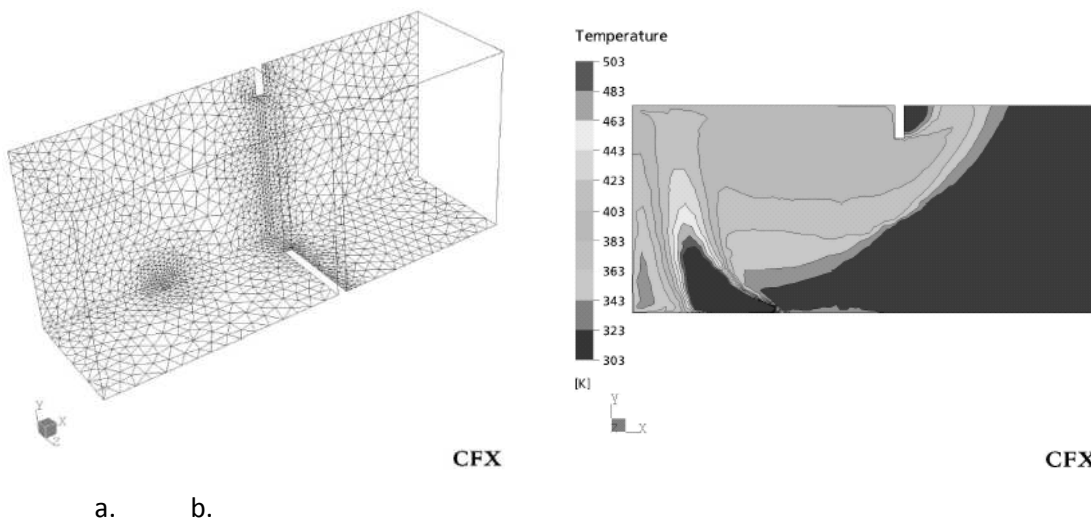 Temperature
503
483
463
443
423
403
383
363
343
323
303
[K]
Y
X
Z
CFX
Y
Z X
CFX
a. b.